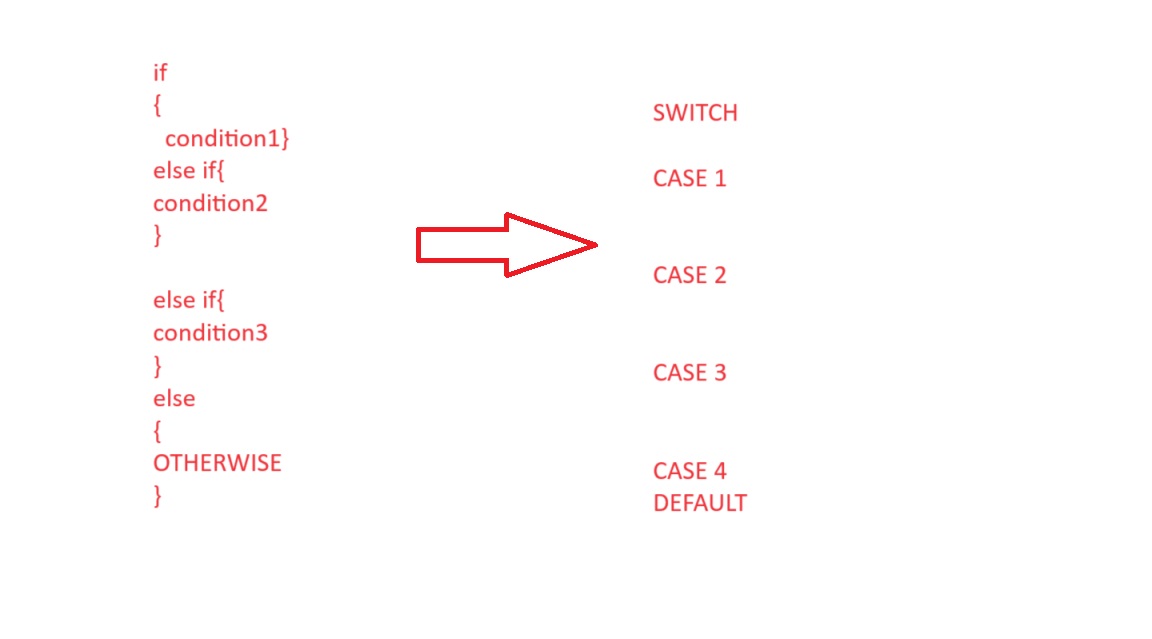 if
{
condition1}
else if{
condition2
}
else if{
condition3
}
else
{
OTHERWISE
}
SWITCH
CASE 1
CASE 2
CASE 3
CASE 4
DEFAULT